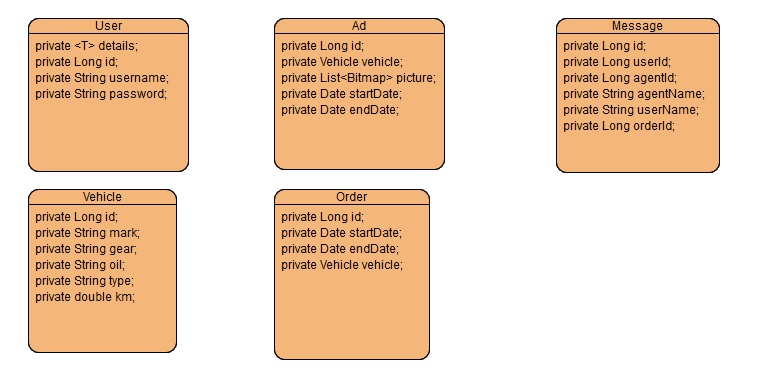 User
private <T> details;
private Long id;
private String username;
private String password;
Ad
private Long id;
private Vehicle vehicle;
private List<Bitmap> picture;
private Date startDate;
private Date endDate;
Message
private Long id;
private Long userId;
private Long agentId;
private String agentName;
private String userName;
private Long orderId;
Vehicle
private Long id;
private String mark;
private String gear;
private String oil;
private String type;
private double km;
Order
private Long id;
private Date startDate;
private Date endDate;
private Vehicle vehicle;